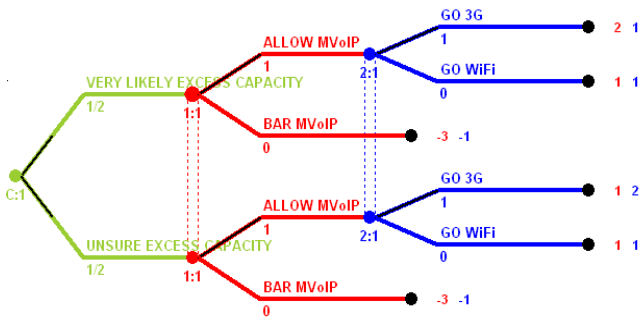 GO 3G
1
2 1
ALLOW MVoIP
1
2:1
GO WiFi
0
1 1
VERY LIKELY EXCESS CAPACITY
1/2
1:1
BAR MVoIP
0
-3 -1
C:1
GO 3G
1
1 2
ALLOW MVoIP
1
2:1
GO WiFi
0
1 1
UNSURE EXCESS CAPACITY
1/2
1:1
BAR MVoIP
0
-3 -1